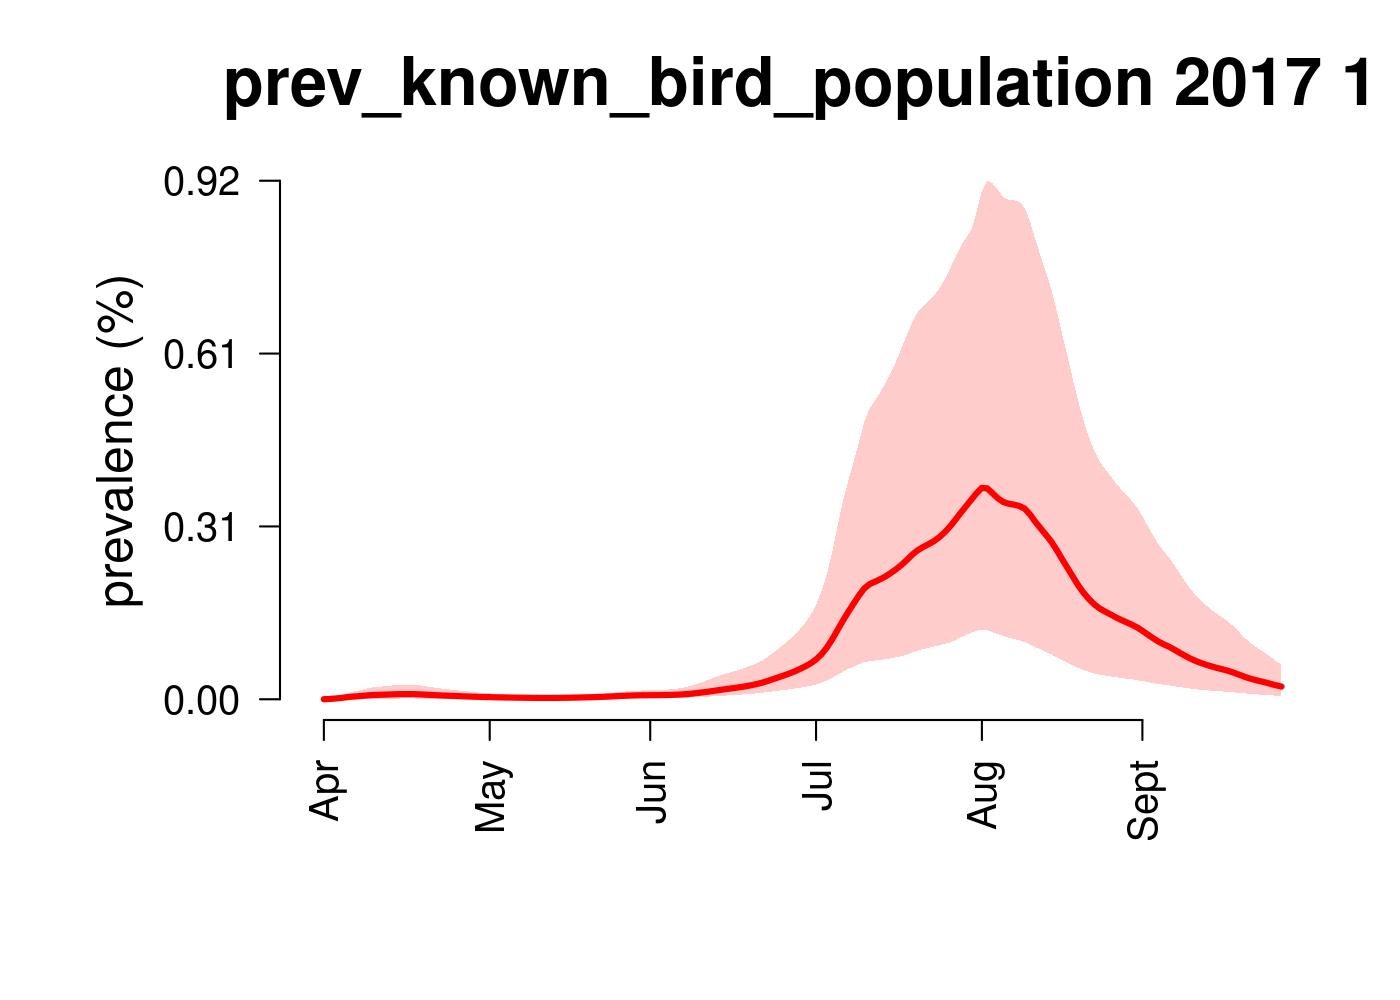 prev_known_bird_population 2017 1
prevalence (%)
0.92
0.61
0.31
0.00
Apr
May
Jun
Jul
Aug
Sept